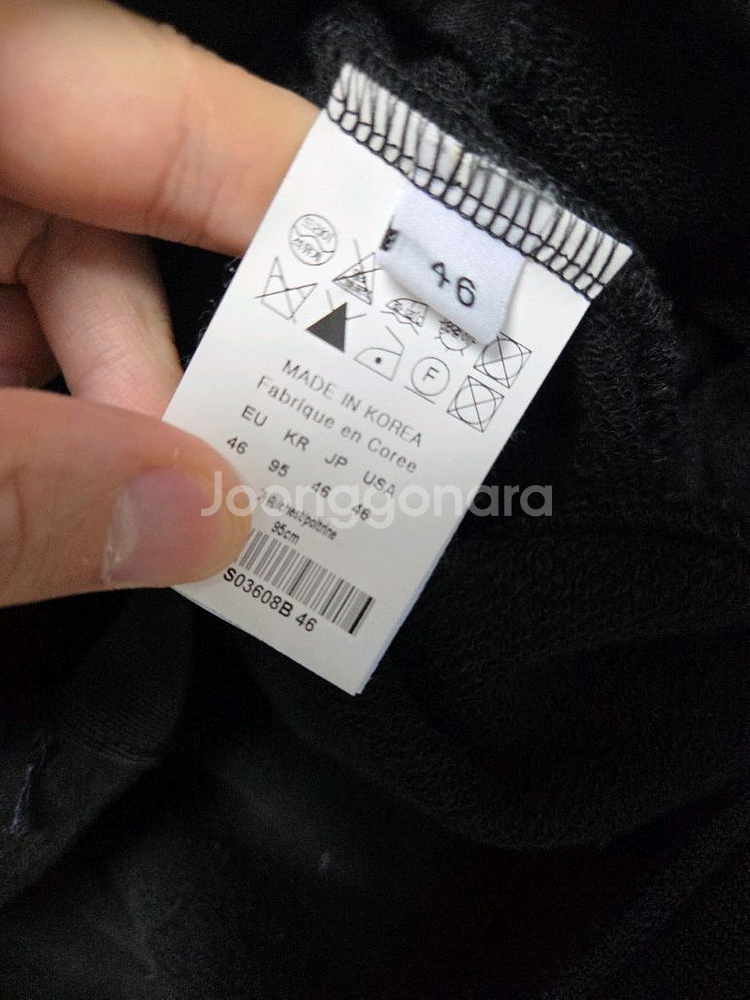 46
F
MADE IN KOREA
Fabrique en Coree
EU KR JP USA
46 95 46 46
95cm
S03608B 46
Joonggonara